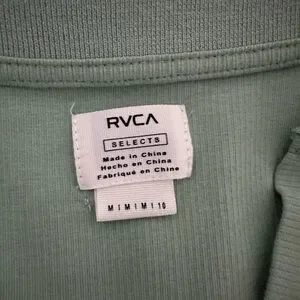 RVCA
SELECTS
Made in China
Hecho en China
Fabriqué en Chine
M | M | M | 10